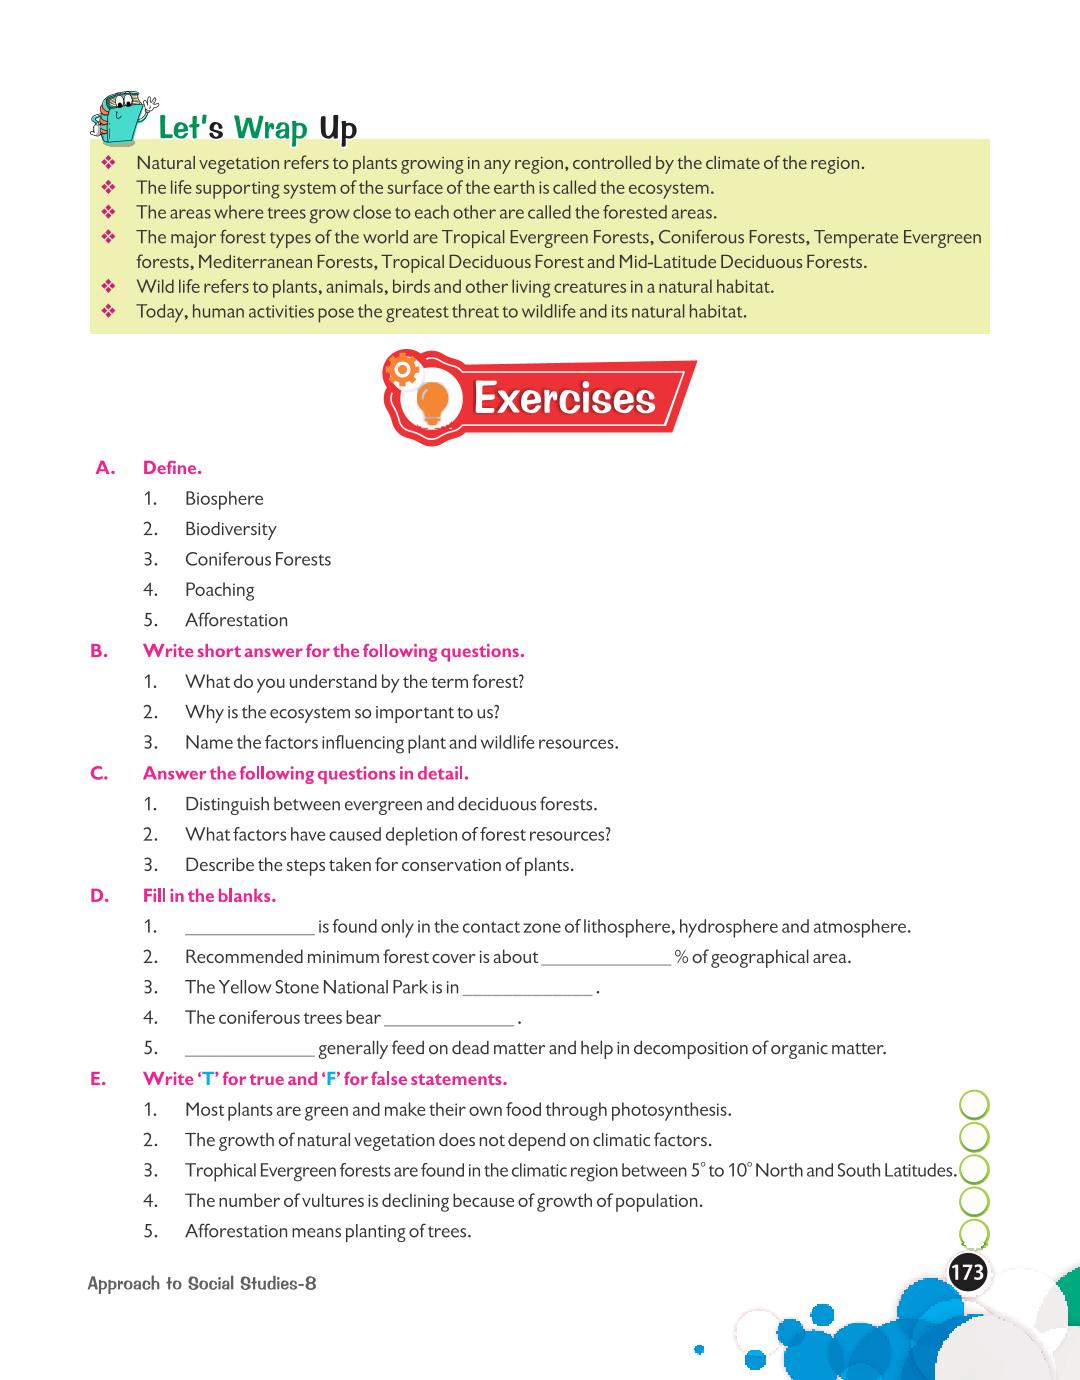 Let's Wrap Up
❖ Natural vegetation refers to plants growing in any region, controlled by the climate of the region.
❖ The life supporting system of the surface of the earth is called the ecosystem.
❖ The areas where trees grow close to each other are called the forested areas.
❖ The major forest types of the world are Tropical Evergreen Forests, Coniferous Forests, Temperate Evergreen
forests, Mediterranean Forests, Tropical Deciduous Forest and Mid-Latitude Deciduous Forests.
❖ Wild life refers to plants, animals, birds and other living creatures in a natural habitat.
❖ Today, human activities pose the greatest threat to wildlife and its natural habitat.
Exercises
A. Define.
1. Biosphere
2. Biodiversity
3. Coniferous Forests
4. Poaching
5. Afforestation
B. Write short answer for the following questions.
1. What do you understand by the term forest?
2. Why is the ecosystem so important to us?
3. Name the factors influencing plant and wildlife resources.
C. Answer the following questions in detail.
1. Distinguish between evergreen and deciduous forests.
2. What factors have caused depletion of forest resources?
3. Describe the steps taken for conservation of plants.
D. Fill in the blanks.
1. _____________ is found only in the contact zone of lithosphere, hydrosphere and atmosphere.
2. Recommended minimum forest cover is about _____________ % of geographical area.
3. The Yellow Stone National Park is in _____________ .
4. The coniferous trees bear _____________ .
5. _____________ generally feed on dead matter and help in decomposition of organic matter.
E. Write ‘T’ for true and ‘F’ for false statements.
1. Most plants are green and make their own food through photosynthesis.
2. The growth of natural vegetation does not depend on climatic factors.
3. Trophical Evergreen forests are found in the climatic region between 5° to 10° North and South Latitudes.
4. The number of vultures is declining because of growth of population.
5. Afforestation means planting of trees.
Approach to Social Studies-8
173